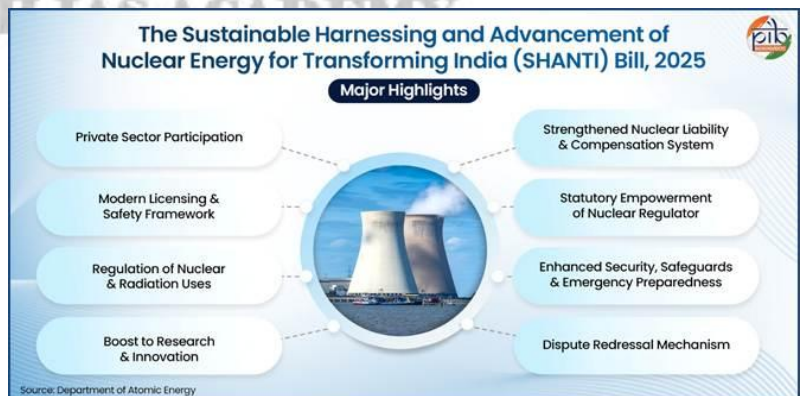 The Sustainable Harnessing and Advancement of
Nuclear Energy for Transforming India (SHANTI) Bill, 2025
pib
Major Highlights
Private Sector Participation
Modern Licensing &
Safety Framework
Regulation of Nuclear
& Radiation Uses
Boost to Research
& Innovation
Strengthened Nuclear Liability
& Compensation System
Statutory Empowerment
of Nuclear Regulator
Enhanced Security, Safeguards
& Emergency Preparedness
Dispute Redressal Mechanism
Source: Department of Atomic Energy